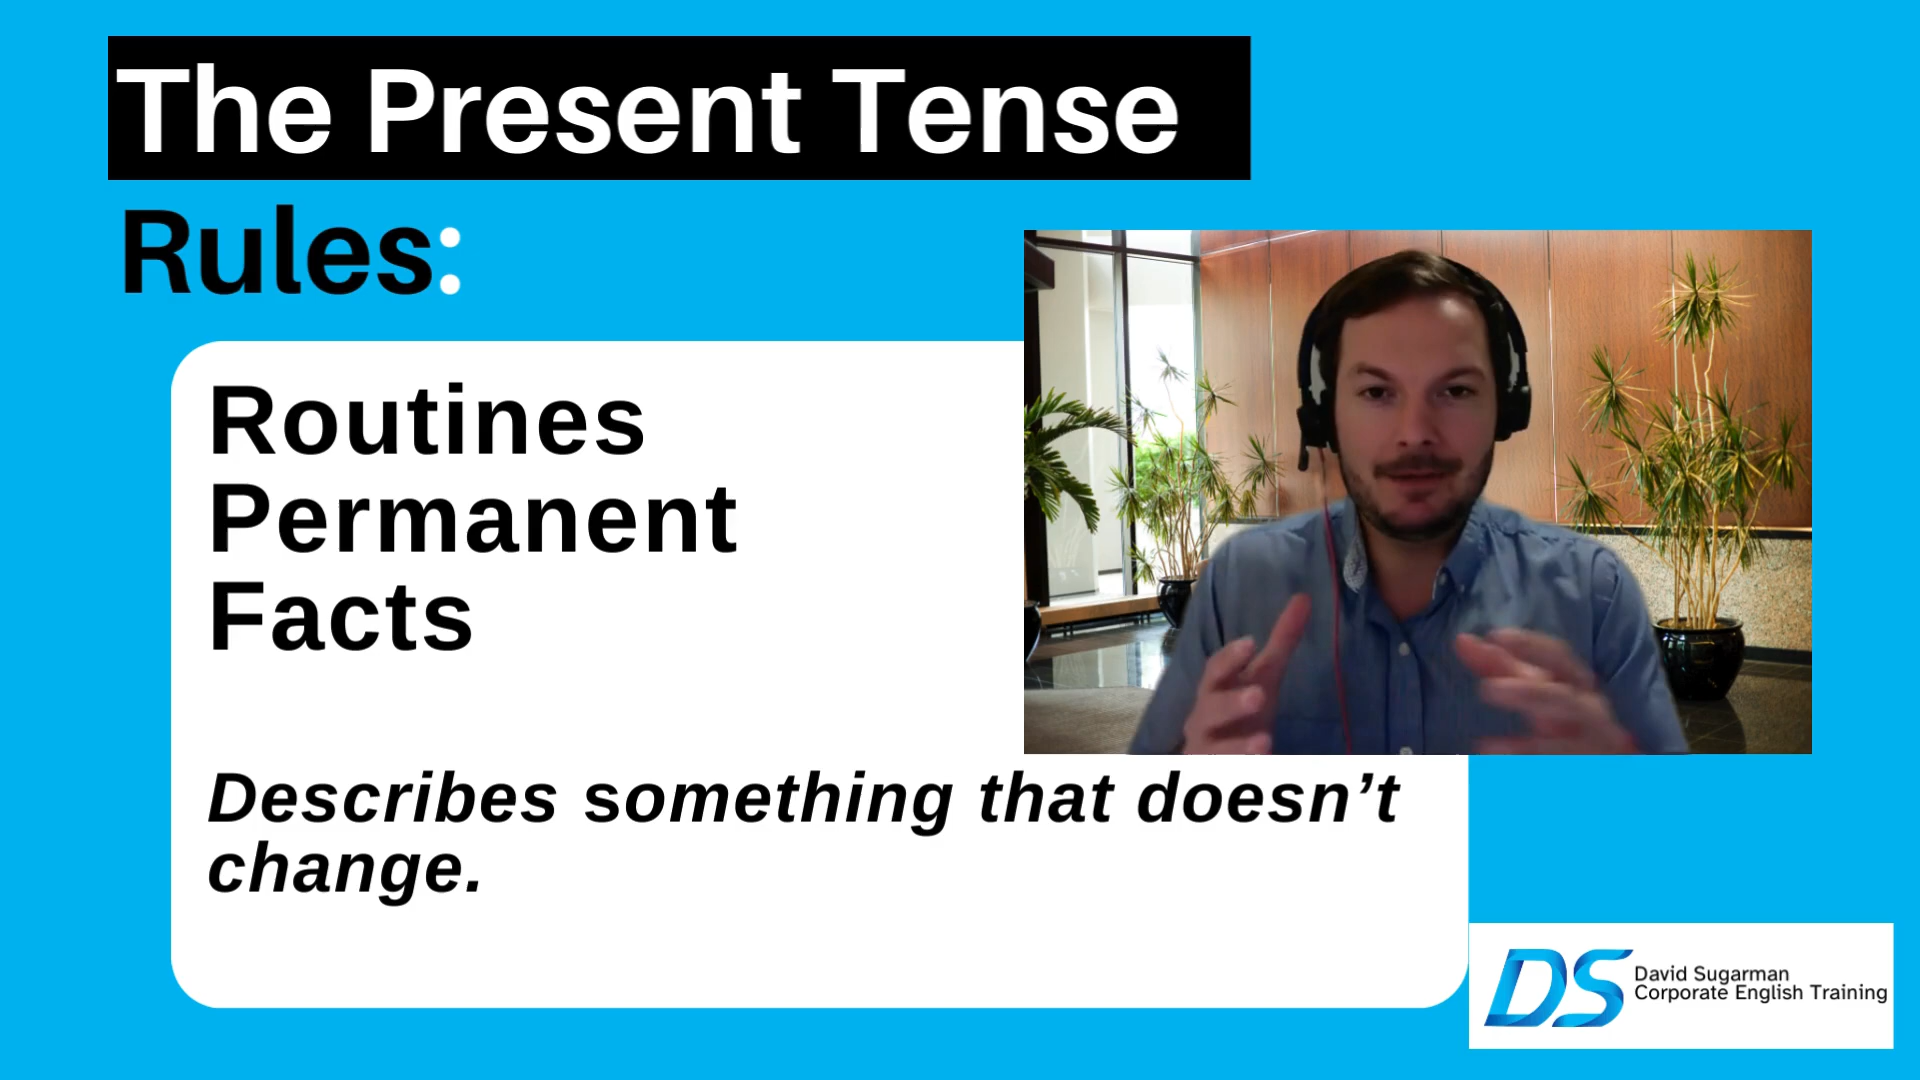 The Present Tense
Rules:
Routines
Permanent
Facts
Describes something that doesn’t
change.
DS
David Sugarman
Corporate English Training